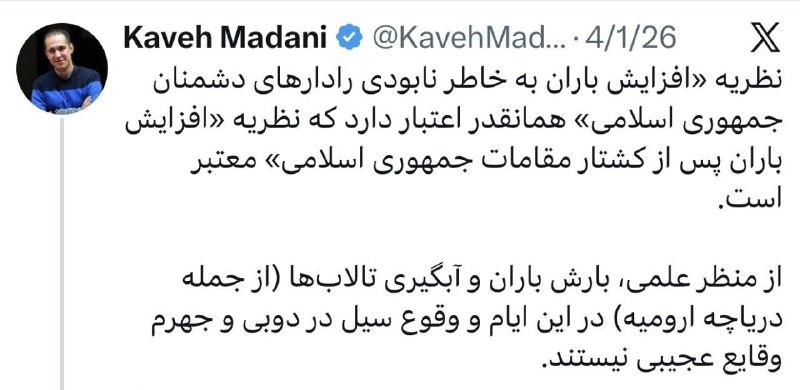 Kaveh Madani @KavehMad... · 4/1/26
نظریه «افزایش باران به خاطر نابودی رادارهای دشمنان
جمهوری اسلامی» همانقدر اعتبار دارد که نظریه «افزایش
باران پس از کشتار مقامات جمهوری اسلامی» معتبر
است.
از منظر علمی، بارش باران و آبگیری تالاب‌ها (از جمله
دریاچه ارومیه) در این ایام و وقوع سیل در دوبی و جهرم
وقایع عجیبی نیستند.